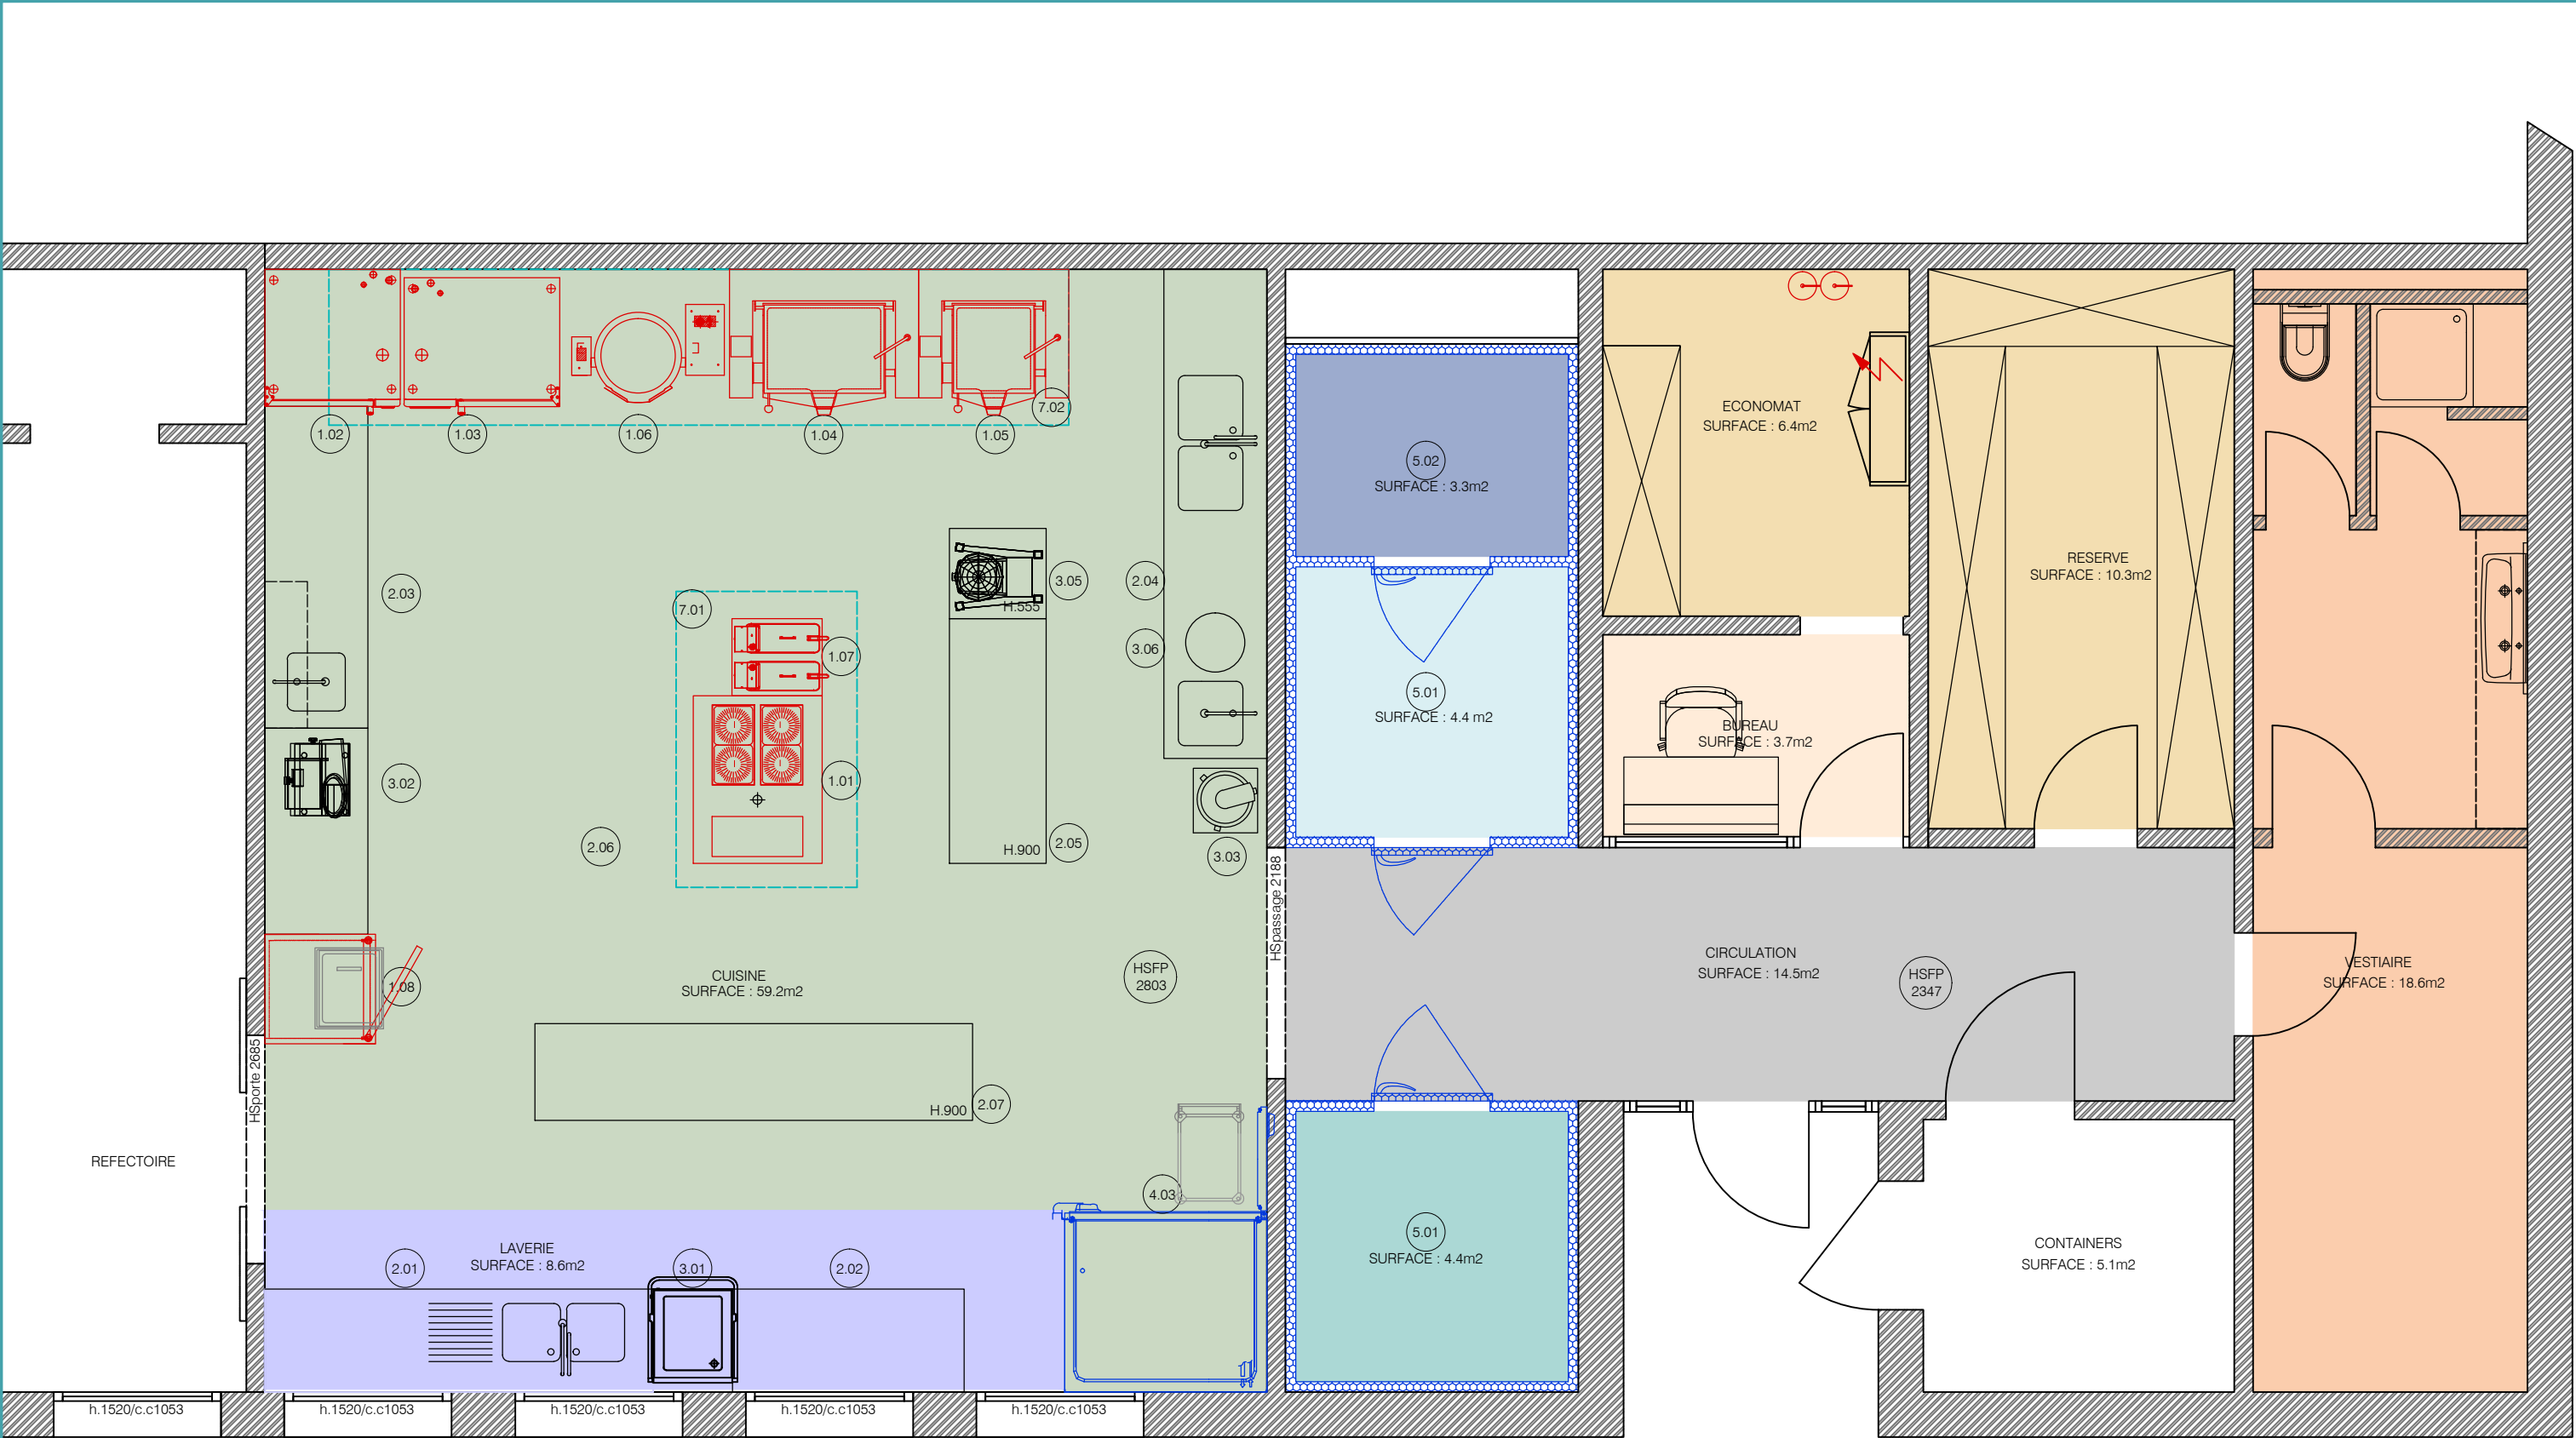 7.02
1.02
1.03
1.06
1.04
1.05
ECONOMAT
SURFACE : 6.4m2
5.02
SURFACE : 3.3m2
RESERVE
SURFACE : 10.3m2
2.03
3.05
2.04
H.555
7.01
1.07
3.06
5.01
SURFACE : 4.4 m2
BUREAU
SURFACE : 3.7m2
3.02
1.01
2.06
H.900
2.05
3.03
HSpassage 2188
CIRCULATION
SURFACE : 14.5m2
HSFP
2347
VESTIAIRE
SURFACE : 18.6m2
1.08
CUISINE
SURFACE : 59.2m2
HSFP
2803
HSporte 2685
H.900
2.07
REFECTOIRE
4.03
5.01
SURFACE : 4.4m2
CONTAINERS
SURFACE : 5.1m2
LAVERIE
SURFACE : 8.6m2
2.01
3.01
2.02
h.1520/c.c1053
h.1520/c.c1053
h.1520/c.c1053
h.1520/c.c1053
h.1520/c.c1053